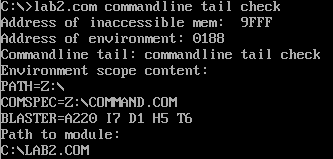 C:\>lab2.com commandline tail check
Address of inaccessible mem:  9FFF
Address of environment: 0188
Commandline tail: commandline tail check
Environment scope content:
PATH=Z:\
COMSPEC=Z:\COMMAND.COM
BLASTER=A220 I7 D1 H5 T6
Path to module:
C:\LAB2.COM